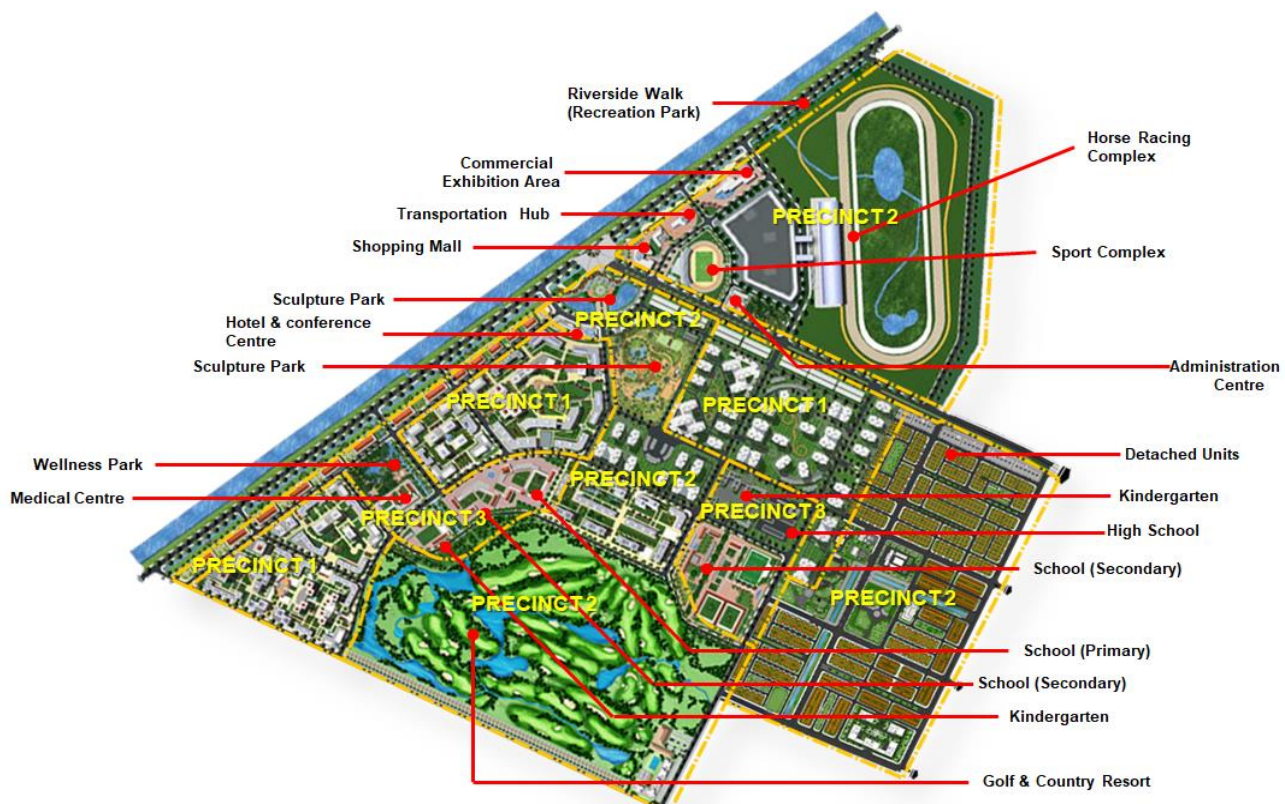 Riverside Walk
(Recreation Park)
Horse Racing
Complex
Commercial
Exhibition Area
Transportation Hub
PRECINCT 2
Shopping Mall
Sport Complex
Sculpture Park
PRECINCT 2
Hotel & conference
Centre
Sculpture Park
Administration
Centre
PRECINCT 1
PRECINCT 1
Detached Units
Wellness Park
PRECINCT 2
Medical Centre
Kindergarten
PRECINCT 3
PRECINCT 3
High School
PRECINCT 1
School (Secondary)
PRECINCT 2
PRECINCT 2
School (Primary)
School (Secondary)
Kindergarten
Golf & Country Resort